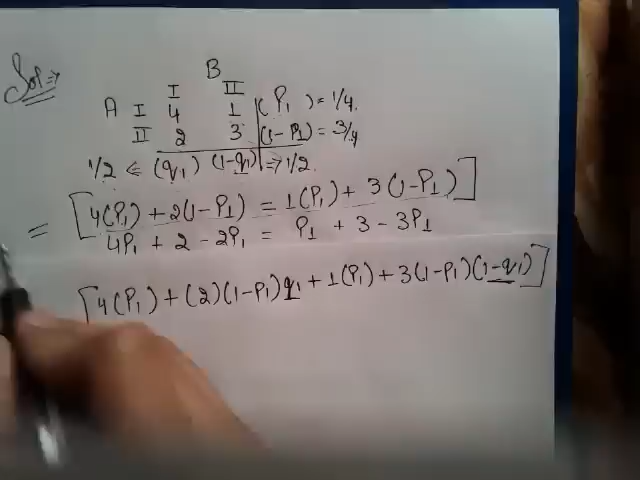 Sol⇒
B
I II
A I 4 1 (P₁) = 1/4.
II 2 3 (1-P₁) = 3/4
1/2 ⇐ (q₁) (1-q₁) ⇒ 1/2.
= [4(P₁) + 2(1-P₁) = 1(P₁) + 3(1-P₁)]
4P₁ + 2 - 2P₁ = P₁ + 3 - 3P₁
[4(P₁) + (2)(1-P₁)q₁ + 1(P₁) + 3(1-P₁)(1-q₁)]